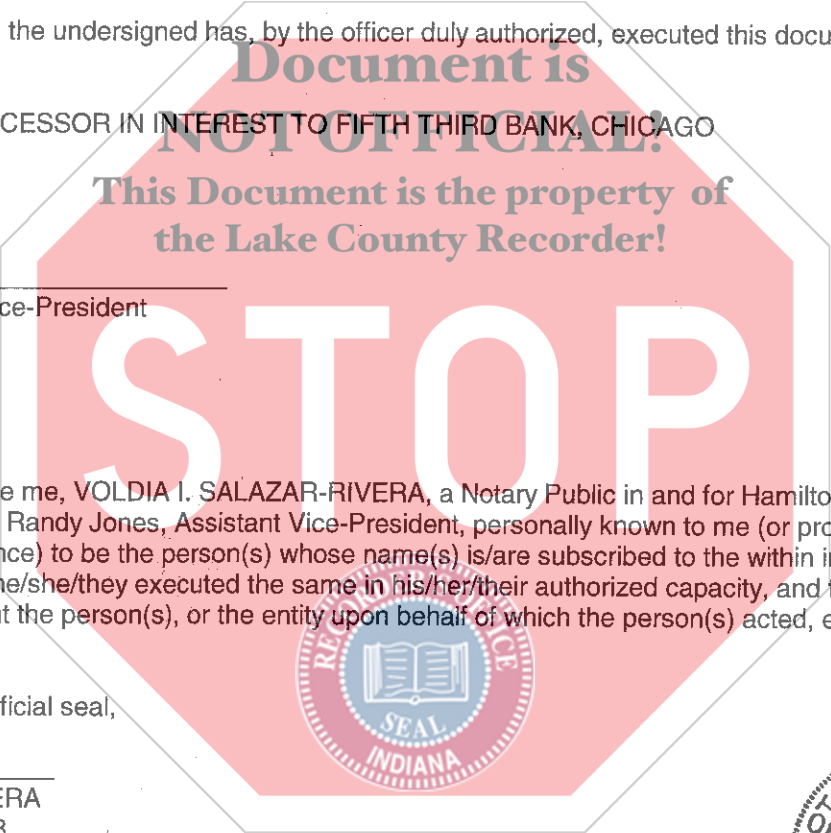 the undersigned has, by the officer duly authorized, executed this docu
Document is
CESSOR IN INTEREST TO FIFTH THIRD BANK, CHICAGO
NOT OFFICIAL!
This Document is the property of
the Lake County Recorder!
ce-President
STOP
e me, VOLDIA I. SALAZAR-RIVERA, a Notary Public in and for Hamilto
Randy Jones, Assistant Vice-President, personally known to me (or pro
nce) to be the person(s) whose name(s) is/are subscribed to the within i
he/she/they executed the same in his/her/their authorized capacity, and
t the person(s), or the entity upon behalf of which the person(s) acted, e
RECORDER'S OFFICE
SEAL
INDIANA
ficial seal,
ERA